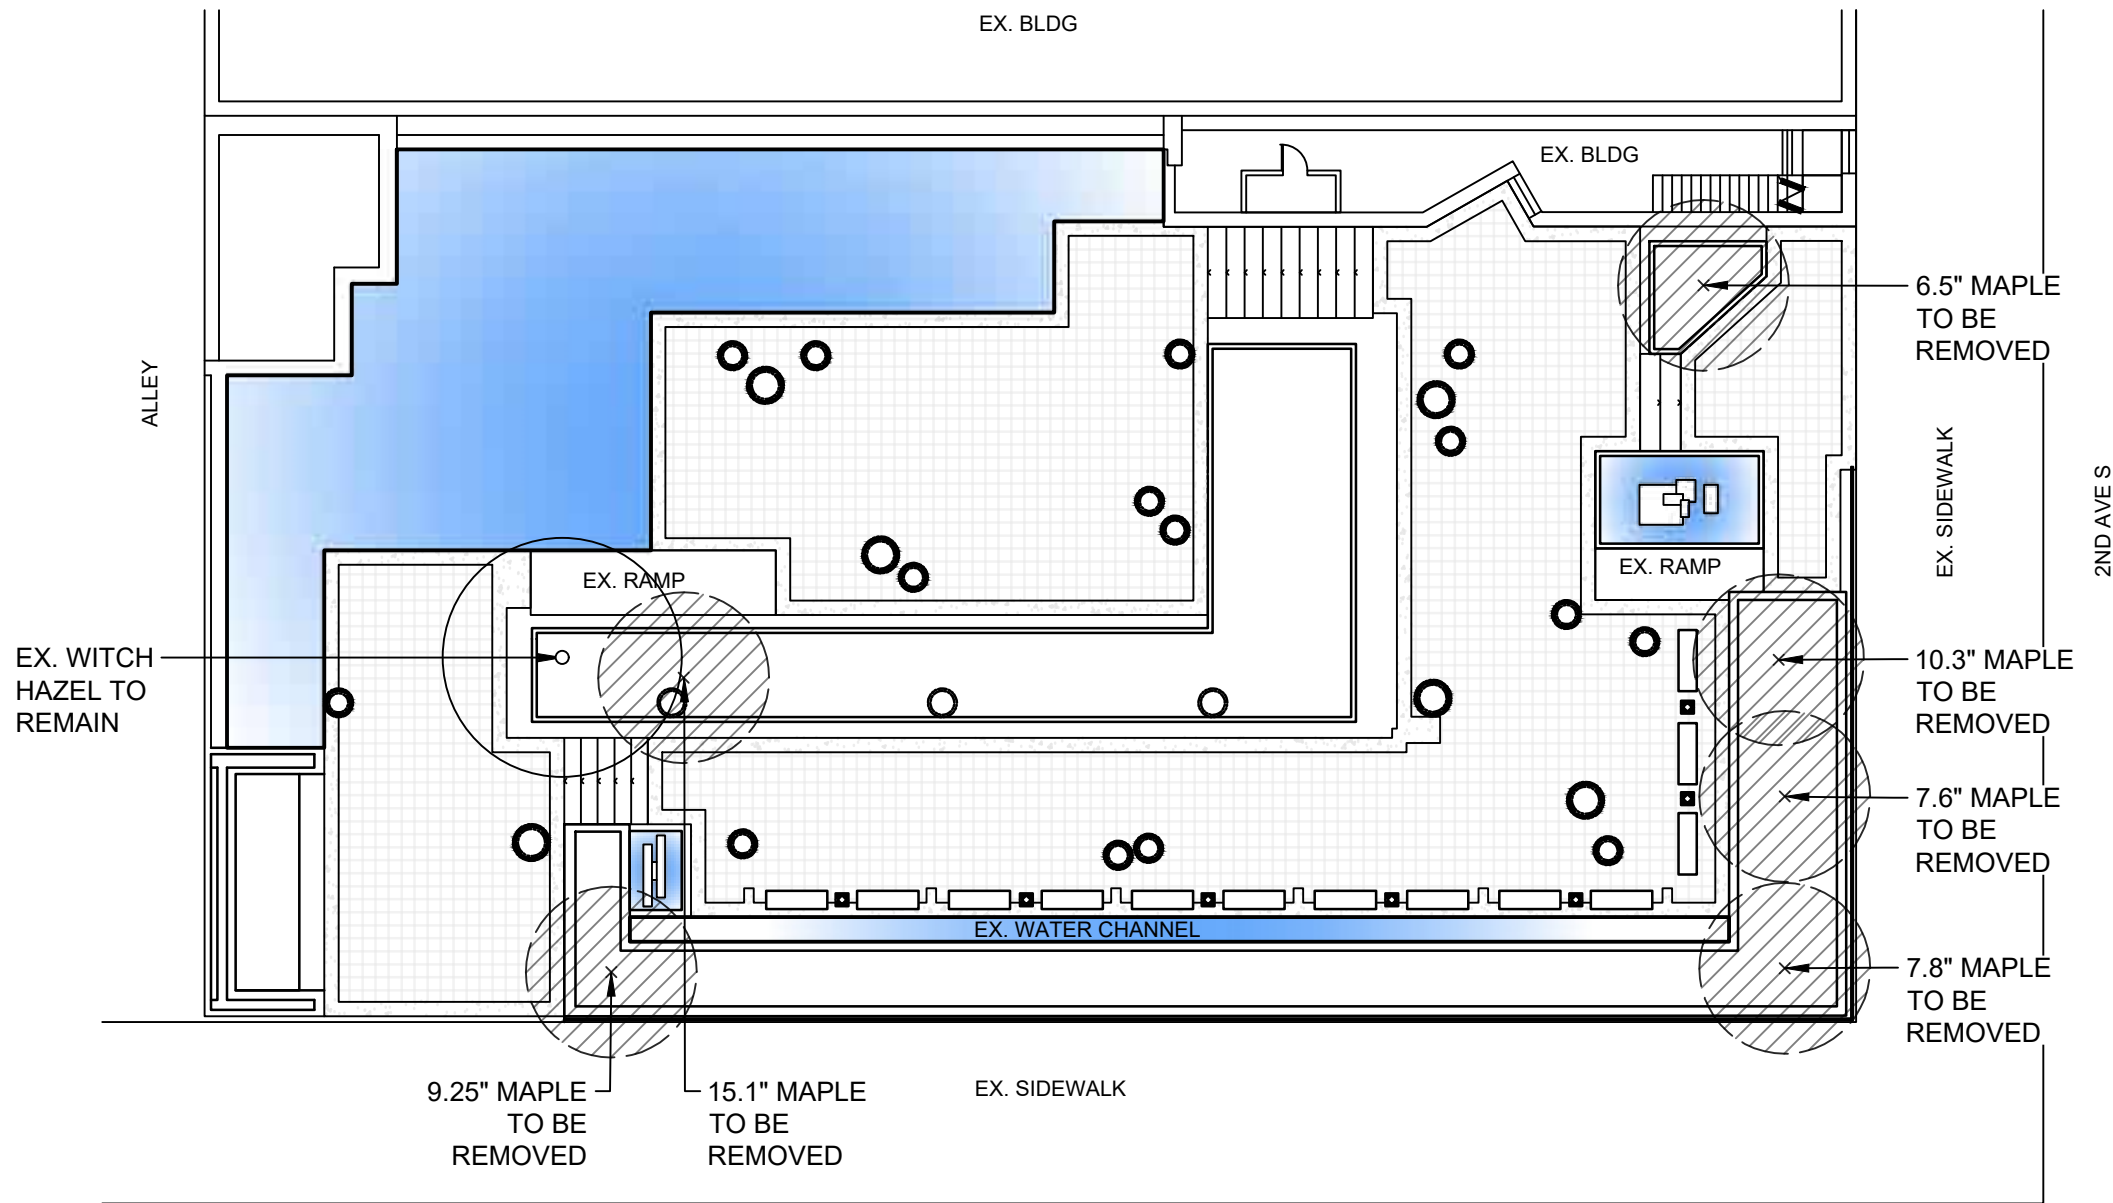 EX. BLDG
EX. BLDG
6.5" MAPLE
TO BE
REMOVED
ALLEY
EX. SIDEWALK
2ND AVE S
EX. RAMP
EX. RAMP
EX. WITCH
HAZEL TO
REMAIN
10.3" MAPLE
TO BE
REMOVED
7.6" MAPLE
TO BE
REMOVED
EX. WATER CHANNEL
7.8" MAPLE
TO BE
REMOVED
9.25" MAPLE
TO BE
REMOVED
15.1" MAPLE
TO BE
REMOVED
EX. SIDEWALK